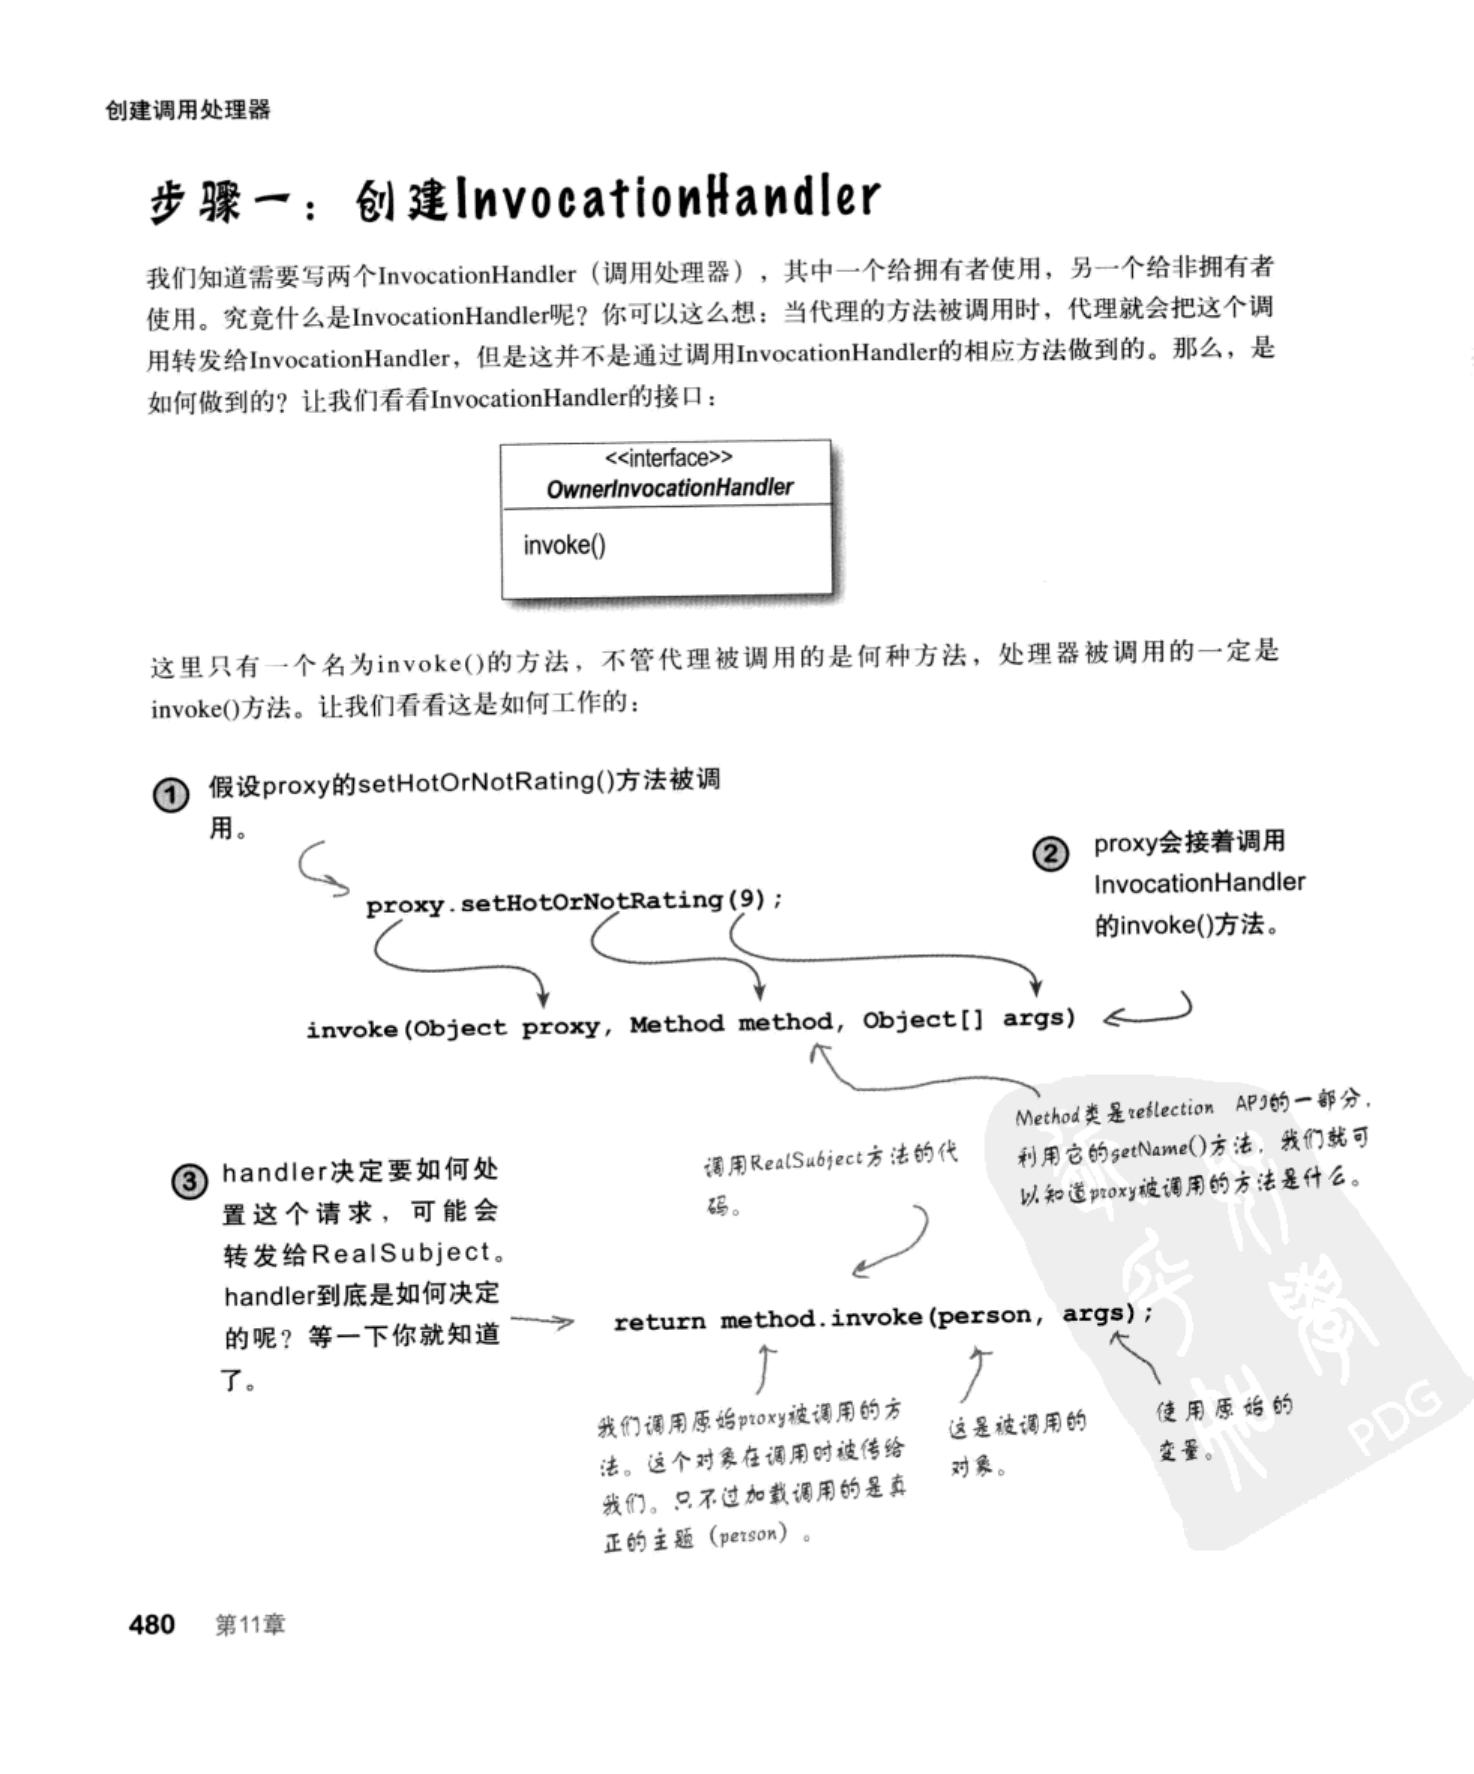 创建调用处理器
步骤一：创建InvocationHandler
我们知道需要写两个InvocationHandler（调用处理器），其中一个给拥有者使用，另一个给非拥有者
使用。究竟什么是InvocationHandler呢？你可以这么想：当代理的方法被调用时，代理就会把这个调
用转发给InvocationHandler，但是这并不是通过调用InvocationHandler的相应方法做到的。那么，是
如何做到的？让我们看看InvocationHandler的接口：
<<interface>>
OwnerInvocationHandler
invoke()
这里只有一个名为invoke()的方法，不管代理被调用的是何种方法，处理器被调用的一定是
invoke()方法。让我们看看这是如何工作的：
1 假设proxy的setHotOrNotRating()方法被调
用。
2 proxy会接着调用
InvocationHandler
的invoke()方法。
proxy.setHotOrNotRating(9);
invoke(Object proxy, Method method, Object[] args)
Method类是reflection API的一部分，
利用它的getName()方法，我们就可
以知道proxy被调用的方法是什么。
调用RealSubject方法的代
码。
3 handler决定要如何处
置这个请求，可能会
转发给RealSubject。
handler到底是如何决定
的呢？等一下你就知道
了。
return method.invoke(person, args);
我们调用原始proxy被调用的方
法。这个对象在调用时被传给
我们。只不过加载调用的是真
正的主题（person）。
这是被调用的
对象。
使用原始的
变量。
PDG
480 第11章